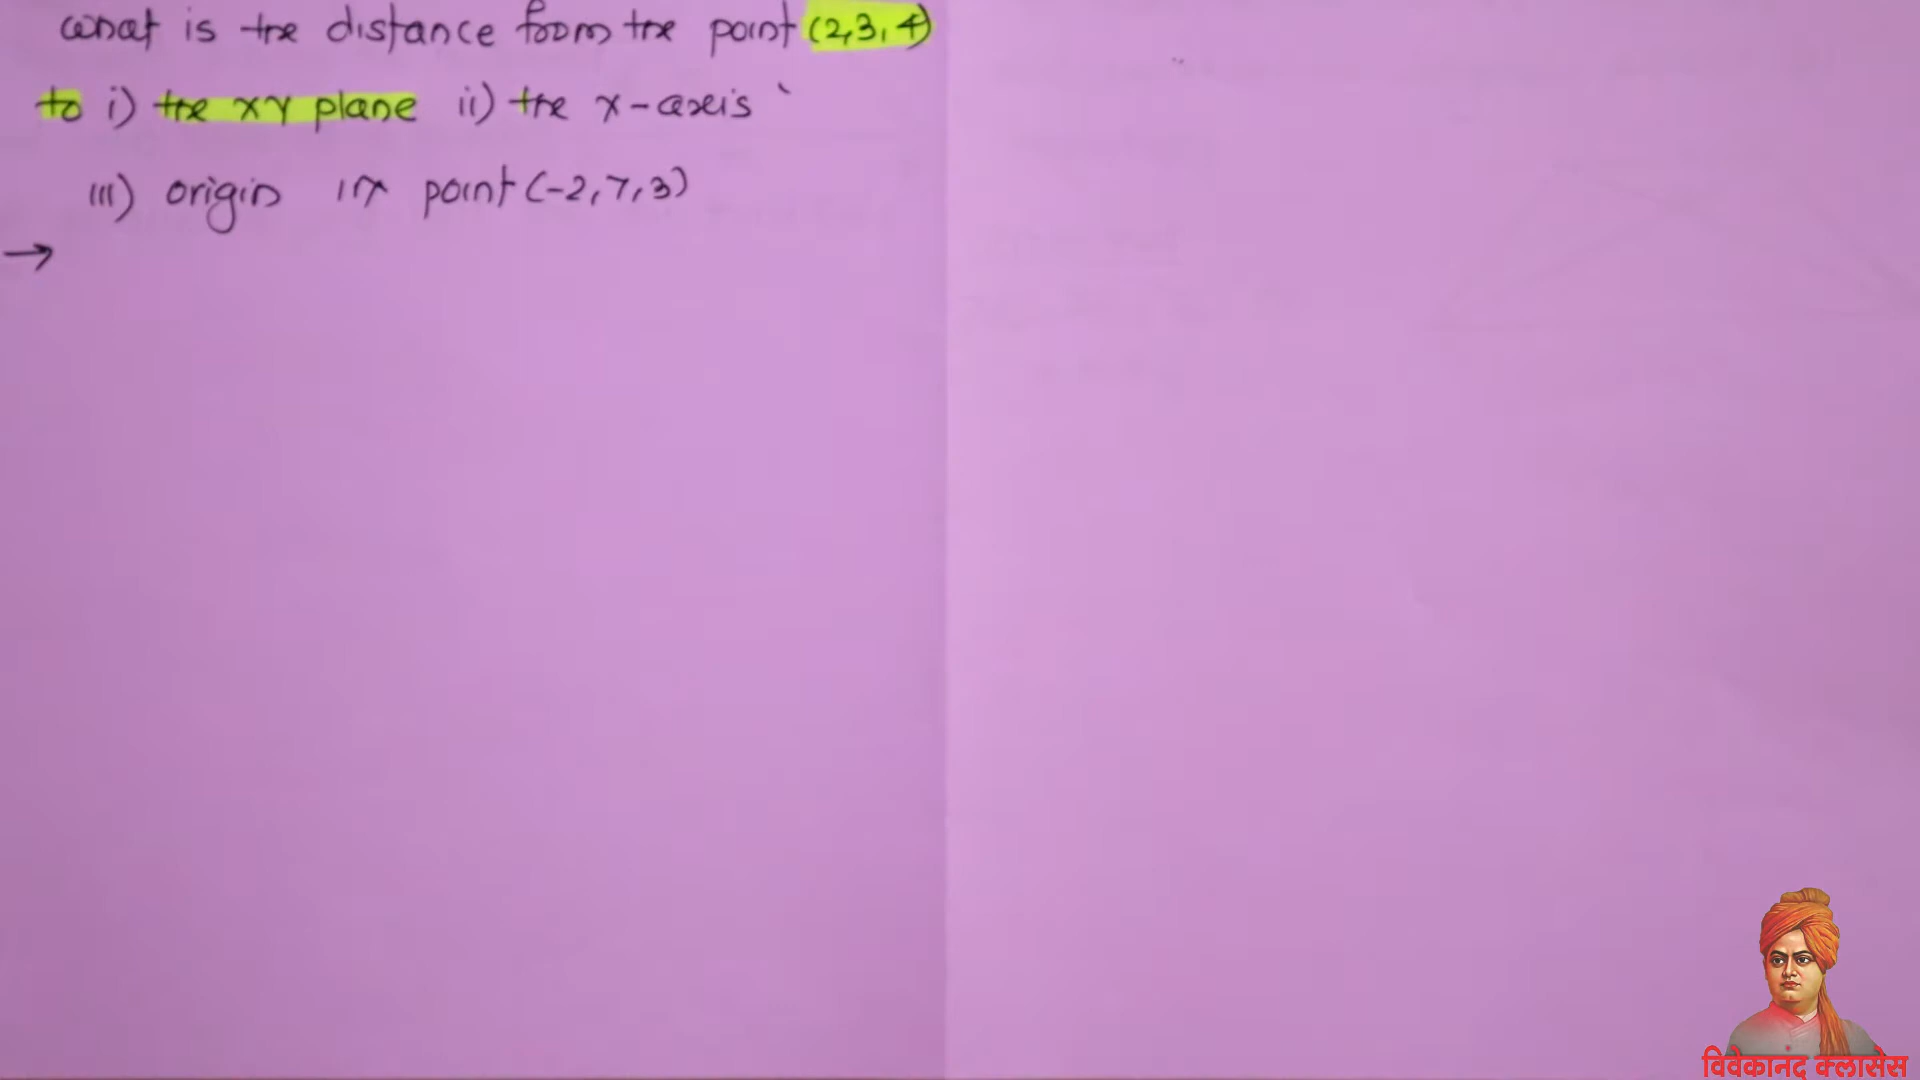 what is the distance from the point (2,3,4)
to i) the XY plane ii) the x-axis
iii) origin iv) point (-2,7,3)
→
विवेकानंद क्लासेस